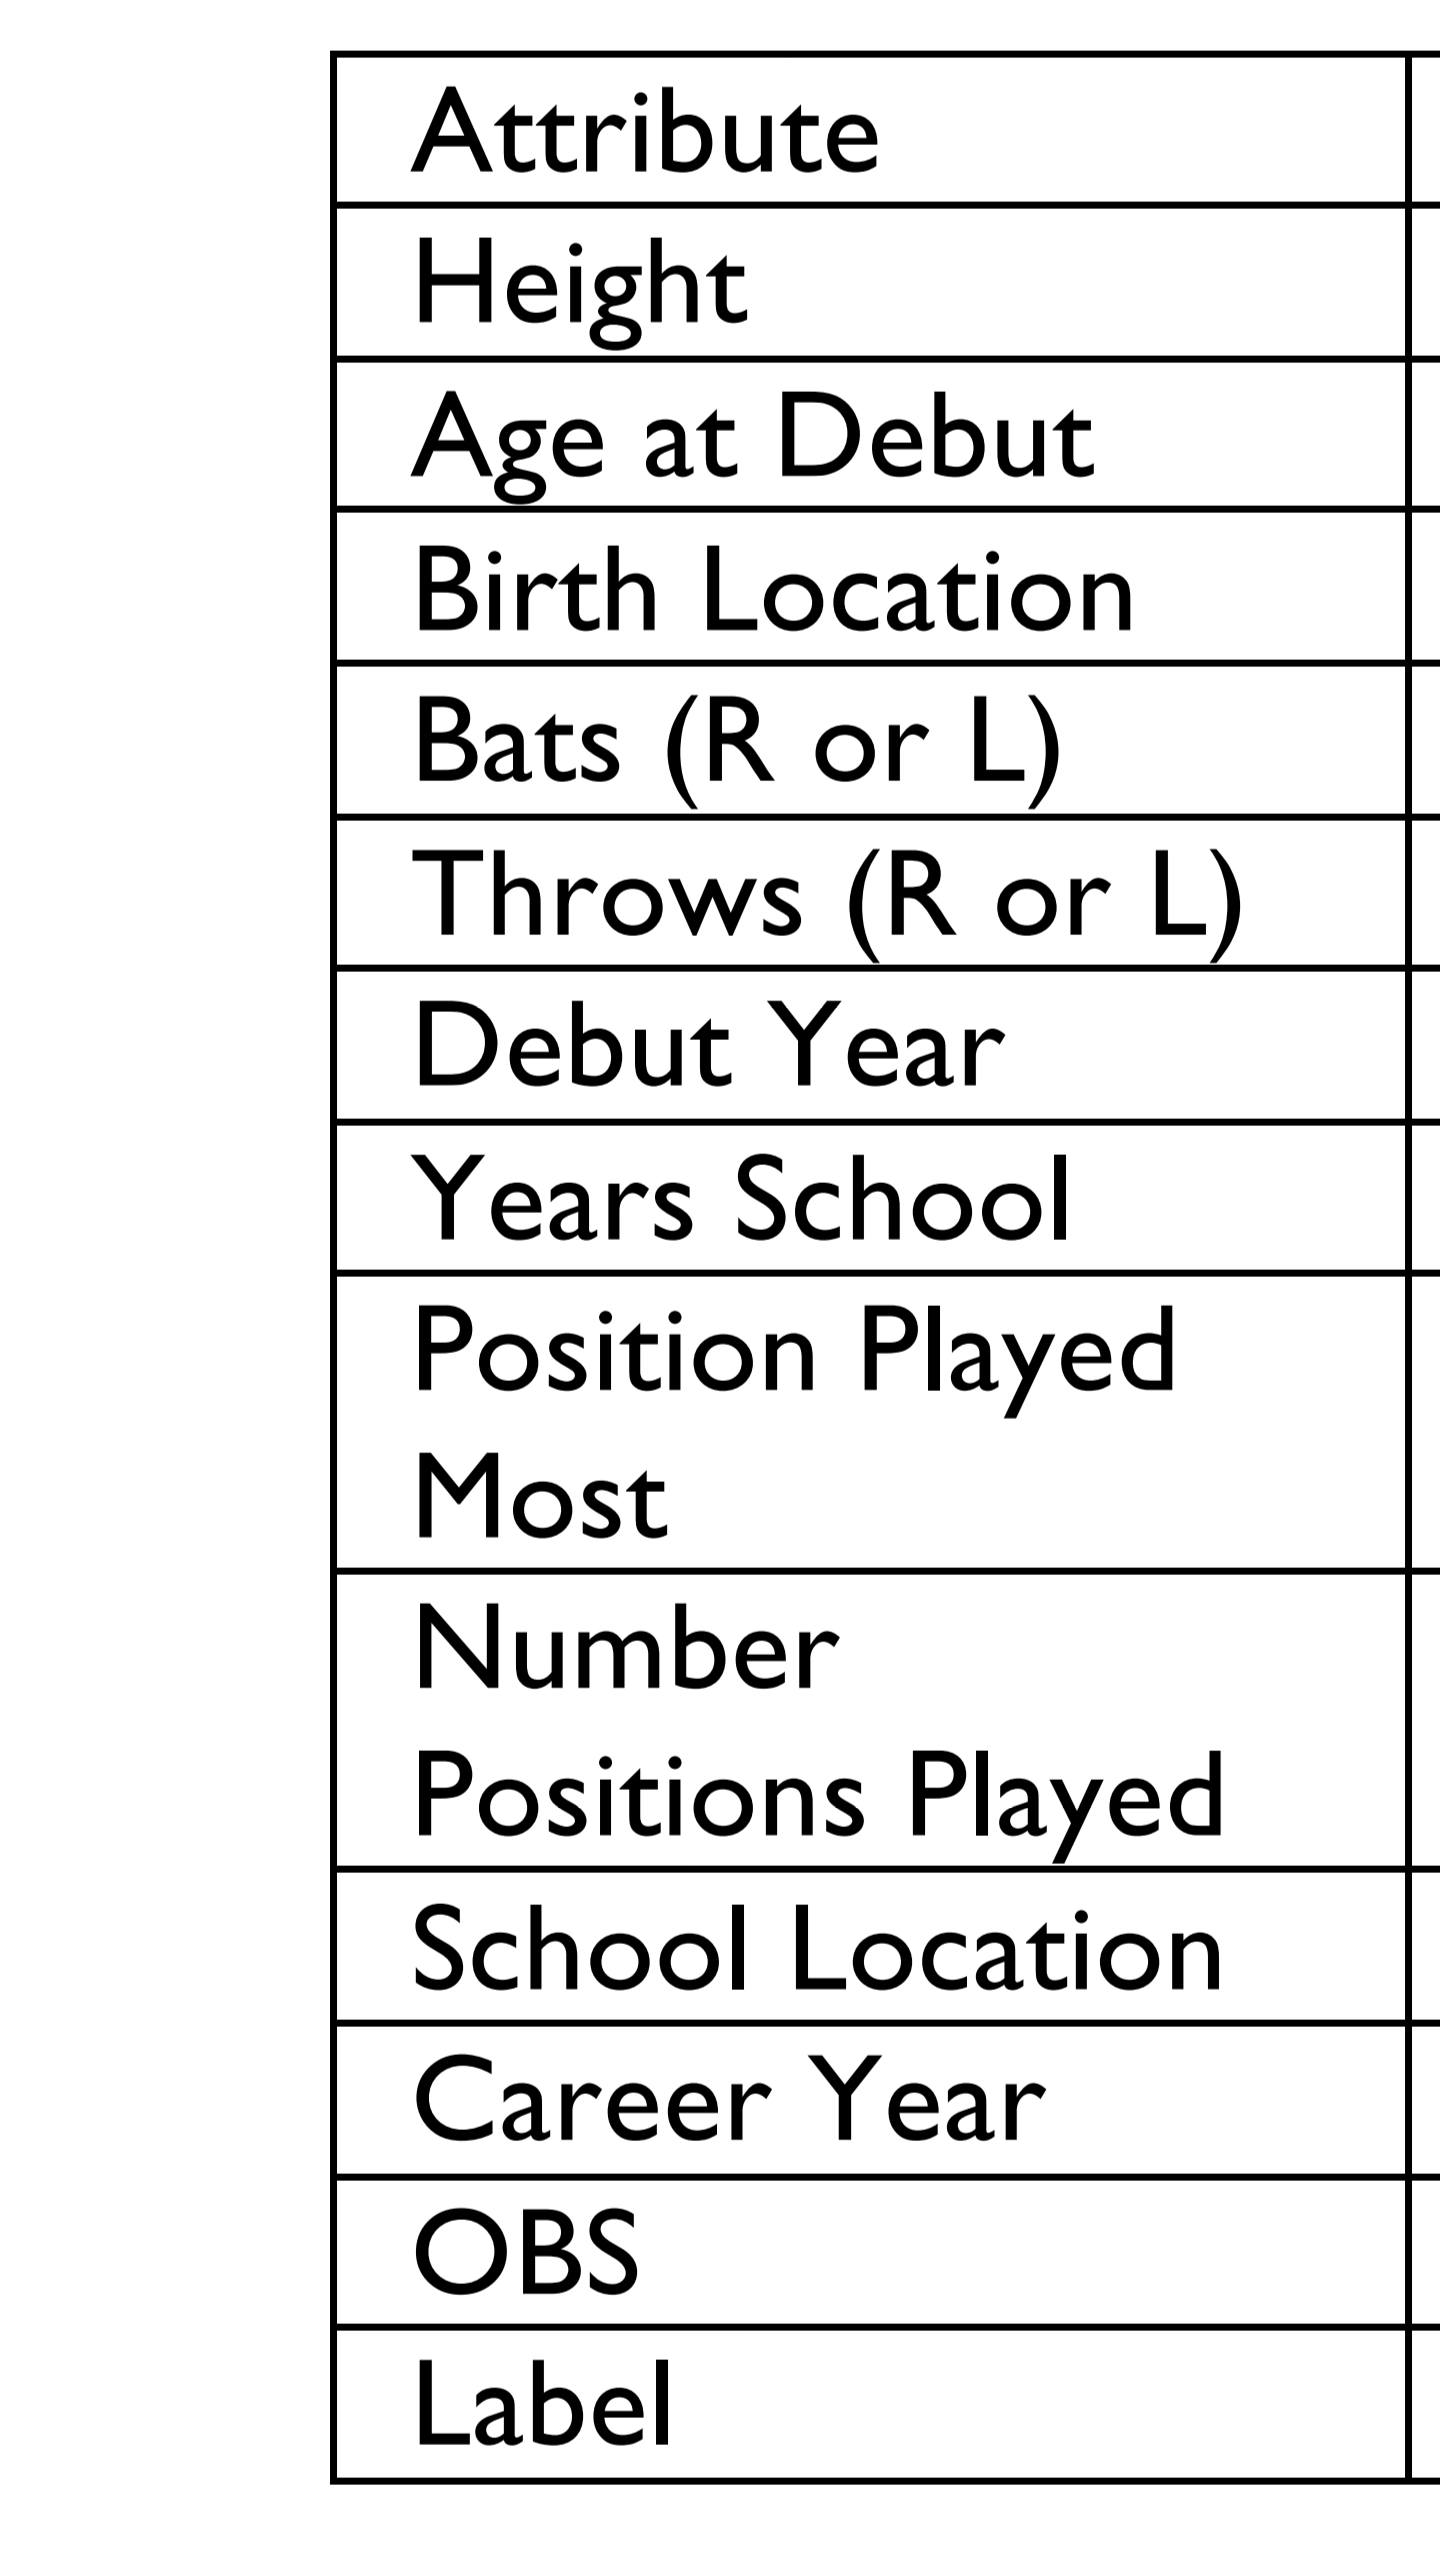 Attribute
Height
Age at Debut
Birth Location
Bats (R or L)
Throws (R or L)
Debut Year
Years School
Position Played
Most
Number
Positions Played
School Location
Career Year
OBS
Label